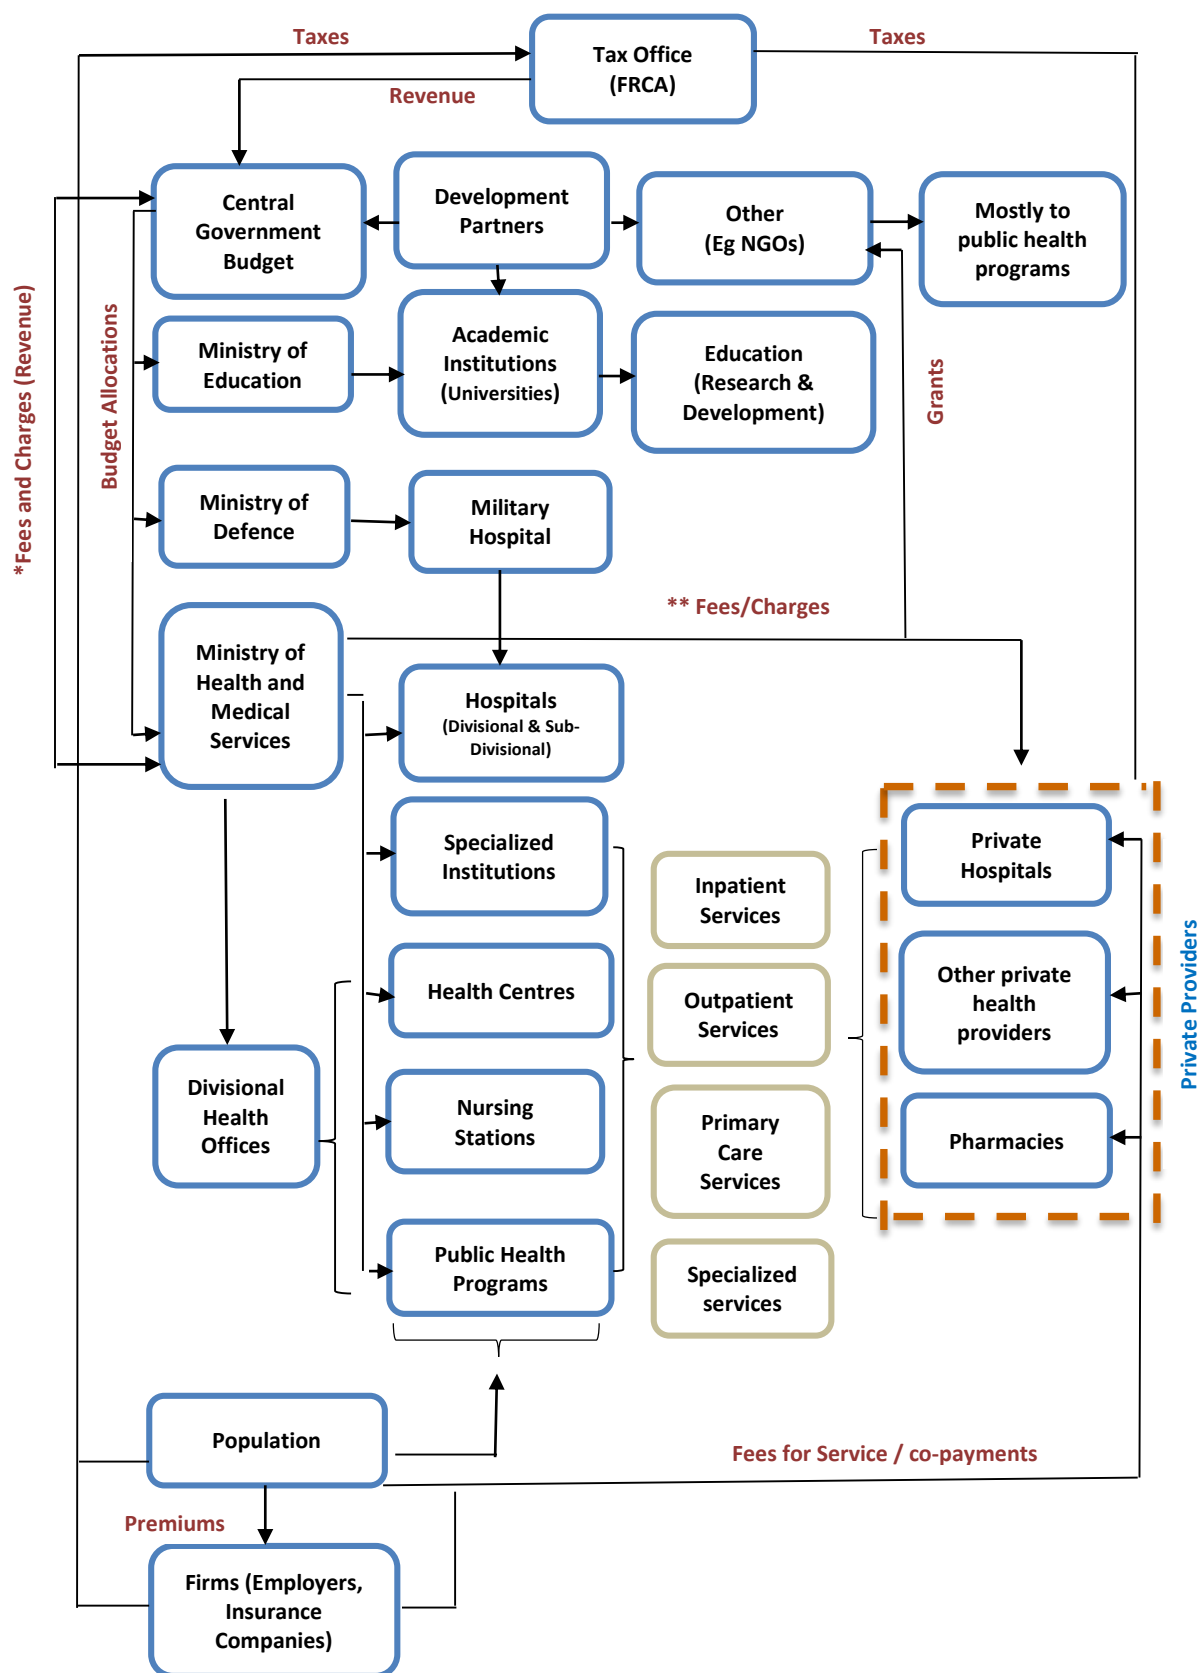 Taxes
Tax Office
(FRCA)
Taxes
Revenue
Central
Government
Budget
Development
Partners
Other
(Eg NGOs)
Mostly to
public health
programs
*Fees and Charges (Revenue)
Budget Allocations
Ministry of
Education
Academic
Institutions
(Universities)
Education
(Research &
Development)
Grants
Ministry of
Defence
Military
Hospital
** Fees/Charges
Ministry of
Health and
Medical
Services
Hospitals
(Divisional & Sub-
Divisional)
Specialized
Institutions
Inpatient
Services
Private
Hospitals
Health Centres
Outpatient
Services
Other private
health
providers
Private Providers
Divisional
Health
Offices
Nursing
Stations
Primary
Care
Services
Pharmacies
Public Health
Programs
Specialized
services
Population
Fees for Service / co-payments
Premiums
Firms (Employers,
Insurance
Companies)